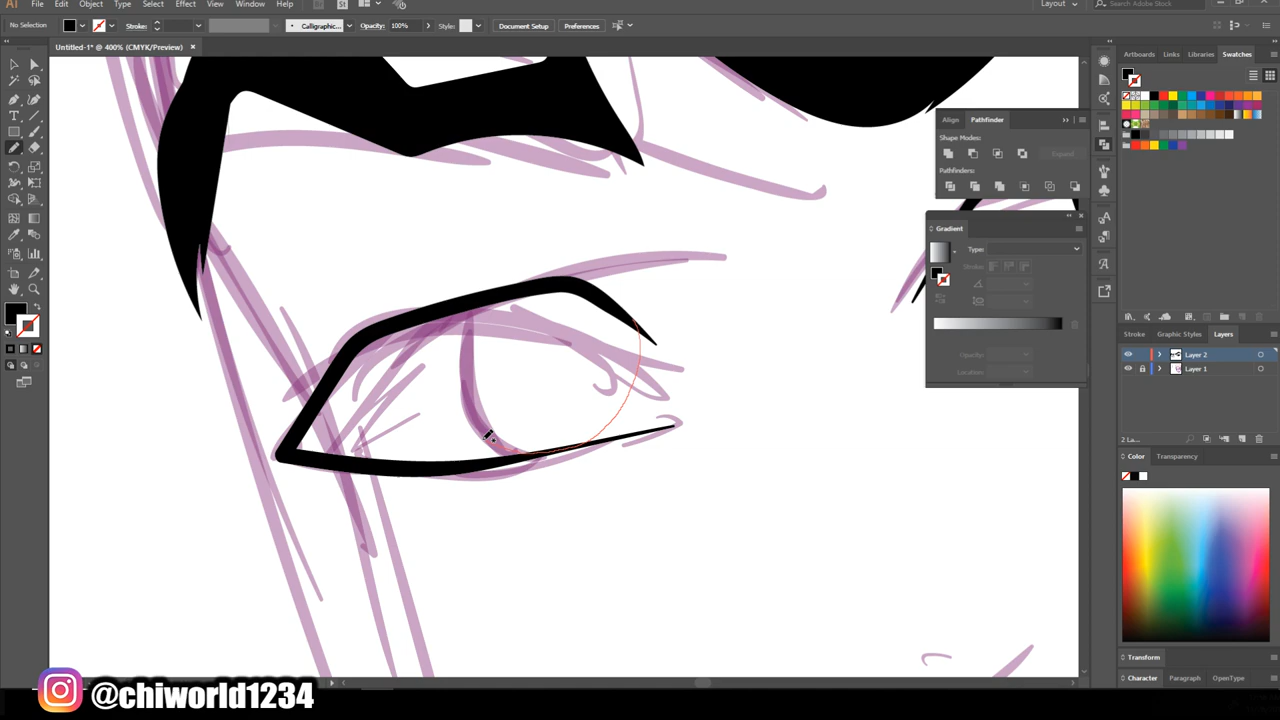 Ai File Edit Object Type Select Effect View Window Help Br St Layout Search Adobe Stock
No Selection Stroke: Calligraphic... Opacity: 100% Style: Document Setup Preferences
Untitled-1* @ 400% (CMYK/Preview) ×
Artboards Links Libraries Swatches
Align Pathfinder
Shape Modes:
Expand
Pathfinders:
Gradient
Type:
Stroke:
Opacity:
Location:
Stroke Graphic Styles Layers
Layer 2
Layer 1
2 La...
Color Transparency
Transform
Character Paragraph OpenType
@chiworld1234